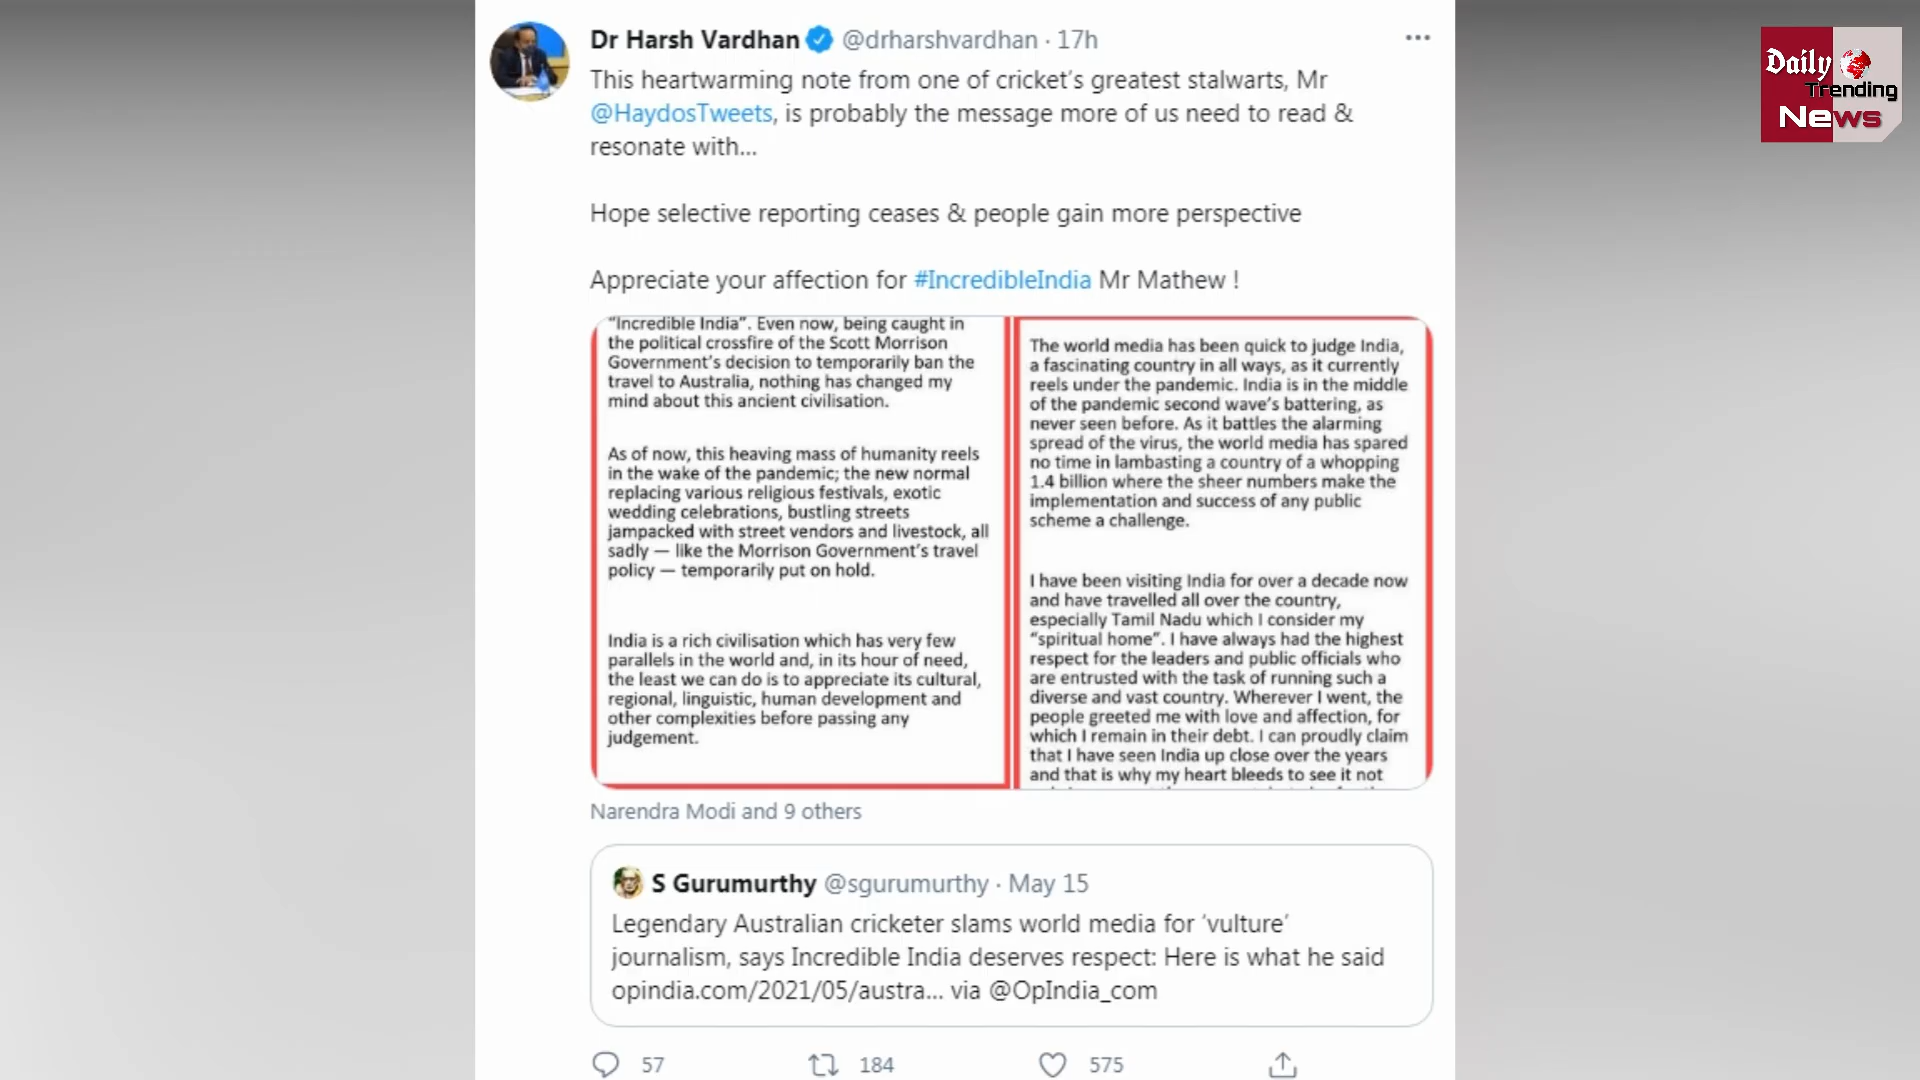 Dr Harsh Vardhan @drharshvardhan · 17h
This heartwarming note from one of cricket's greatest stalwarts, Mr
@HaydosTweets, is probably the message more of us need to read &
resonate with...
Hope selective reporting ceases & people gain more perspective
Appreciate your affection for #IncredibleIndia Mr Mathew !
"Incredible India". Even now, being caught in
the political crossfire of the Scott Morrison
Government's decision to temporarily ban the
travel to Australia, nothing has changed my
mind about this ancient civilisation.
As of now, this heaving mass of humanity reels
in the wake of the pandemic; the new normal
replacing various religious festivals, exotic
wedding celebrations, bustling streets
jampacked with street vendors and livestock, all
sadly — like the Morrison Government's travel
policy — temporarily put on hold.
India is a rich civilisation which has very few
parallels in the world and, in its hour of need,
the least we can do is to appreciate its cultural,
regional, linguistic, human development and
other complexities before passing any
judgement.
The world media has been quick to judge India,
a fascinating country in all ways, as it currently
reels under the pandemic. India is in the middle
of the pandemic second wave's battering, as
never seen before. As it battles the alarming
spread of the virus, the world media has spared
no time in lambasting a country of a whopping
1.4 billion where the sheer numbers make the
implementation and success of any public
scheme a challenge.
I have been visiting India for over a decade now
and have travelled all over the country,
especially Tamil Nadu which I consider my
"spiritual home". I have always had the highest
respect for the leaders and public officials who
are entrusted with the task of running such a
diverse and vast country. Wherever I went, the
people greeted me with love and affection, for
which I remain in their debt. I can proudly claim
that I have seen India up close over the years
and that is why my heart bleeds to see it not
Narendra Modi and 9 others
S Gurumurthy @sgurumurthy · May 15
Legendary Australian cricketer slams world media for 'vulture'
journalism, says Incredible India deserves respect: Here is what he said
opindia.com/2021/05/austra... via @OpIndia_com
57 184 575
Daily
Trending
News